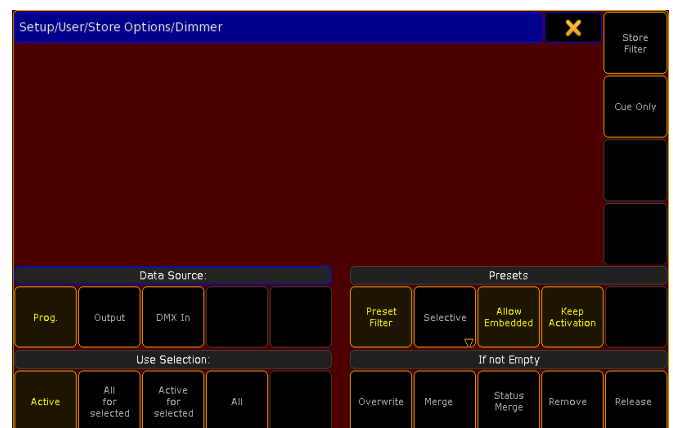 Setup/User/Store Options/Dimmer
Store
Filter
Cue Only
Data Source:
Prog.
Output
DMX In
Presets
Preset
Filter
Selective
Allow
Embedded
Keep
Activation
Use Selection:
Active
All
for
selected
Active
for
selected
All
If not Empty
Overwrite
Merge
Status
Merge
Remove
Release